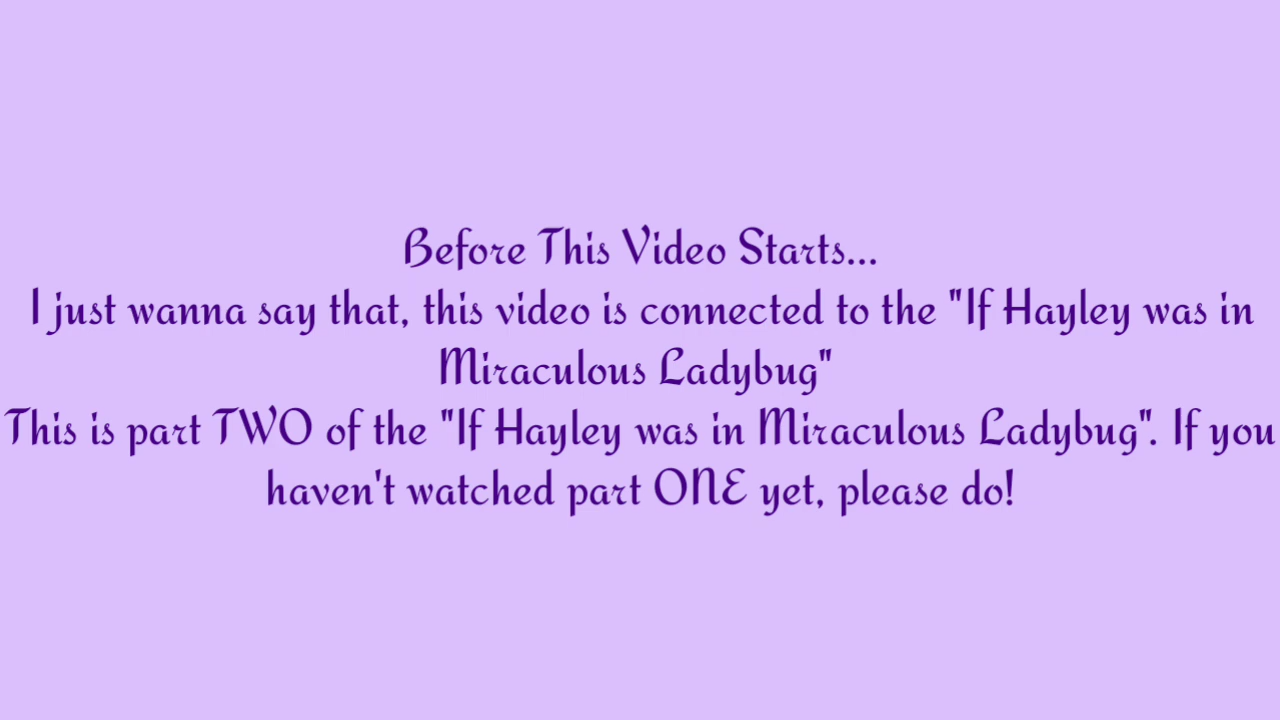 Before This Video Starts...
I just wanna say that, this video is connected to the "If Hayley was in
Miraculous Ladybug"
This is part TWO of the "If Hayley was in Miraculous Ladybug". If you
haven't watched part ONE yet, please do!